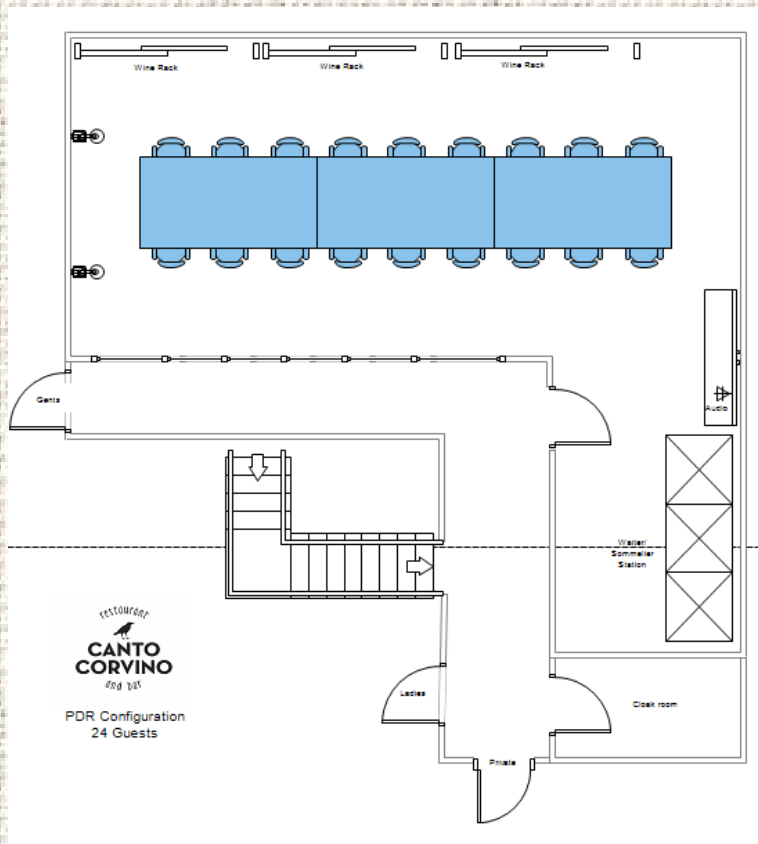 Wine Rack
Wine Rack
Wine Rack
Gents
Audio
Waiter/
Sommelier
Station
restaurant
CANTO
CORVINO
and bar
PDR Configuration
24 Guests
Ladies
Cloak room
Private